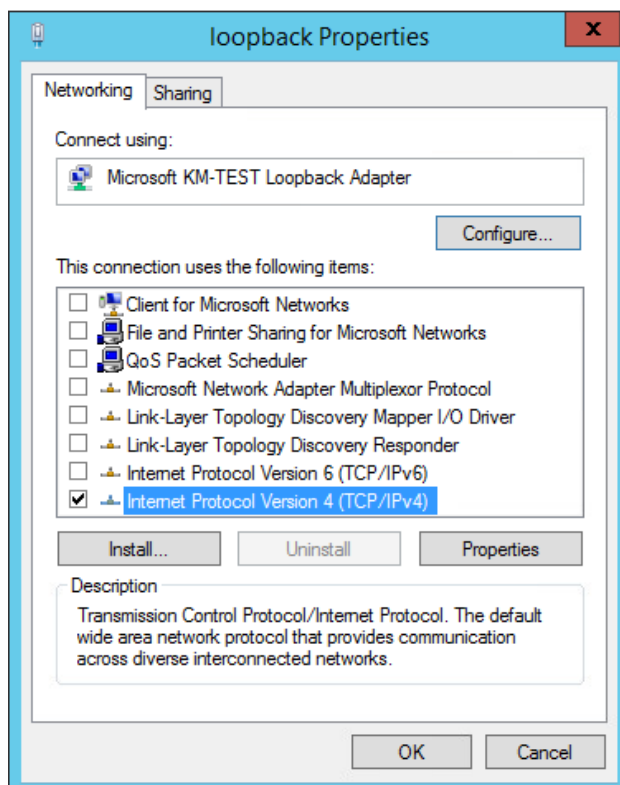 loopback Properties
x
Networking
Sharing
Connect using:
Microsoft KM-TEST Loopback Adapter
Configure...
This connection uses the following items:
Client for Microsoft Networks
File and Printer Sharing for Microsoft Networks
QoS Packet Scheduler
Microsoft Network Adapter Multiplexor Protocol
Link-Layer Topology Discovery Mapper I/O Driver
Link-Layer Topology Discovery Responder
Internet Protocol Version 6 (TCP/IPv6)
Internet Protocol Version 4 (TCP/IPv4)
Install...
Uninstall
Properties
Description
Transmission Control Protocol/Internet Protocol. The default
wide area network protocol that provides communication
across diverse interconnected networks.
OK
Cancel